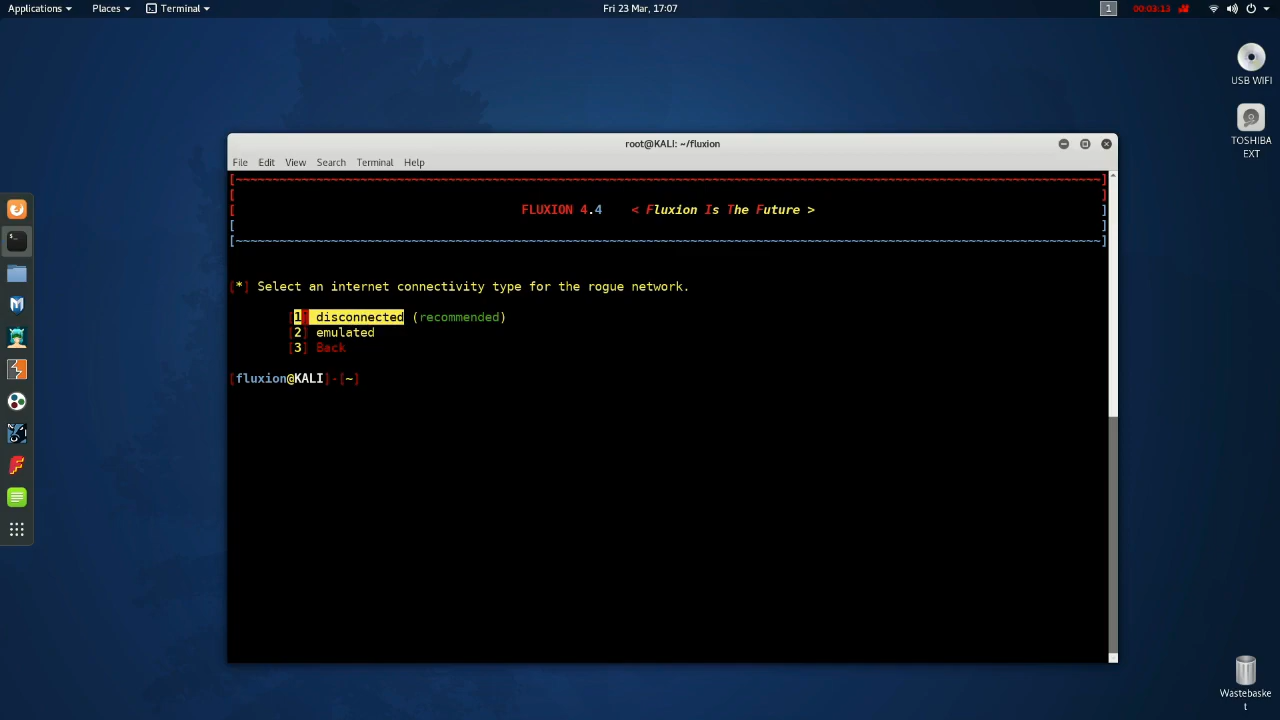 Applications Places Terminal Fri 23 Mar, 17:07 1 00:03:13
USB WIFI
TOSHIBA
EXT
root@KALI: ~/fluxion
File Edit View Search Terminal Help
[~~~~~~~~~~~~~~~~~~~~~~~~~~~~~~~~~~~~~~~~~~~~~~~~~~~~~~~~~~~~~~~~~~~~~~~~~~~~~~~~~~~~~~~~~~~~~~~~~~~~~~~~~~~~~~~~~~~~~~]
[ ]
[ FLUXION 4.4 < Fluxion Is The Future > ]
[ ]
[~~~~~~~~~~~~~~~~~~~~~~~~~~~~~~~~~~~~~~~~~~~~~~~~~~~~~~~~~~~~~~~~~~~~~~~~~~~~~~~~~~~~~~~~~~~~~~~~~~~~~~~~~~~~~~~~~~~~~~]
[*] Select an internet connectivity type for the rogue network.
[1] disconnected (recommended)
[2] emulated
[3] Back
[fluxion@KALI]-[~]
Wastebaske
t